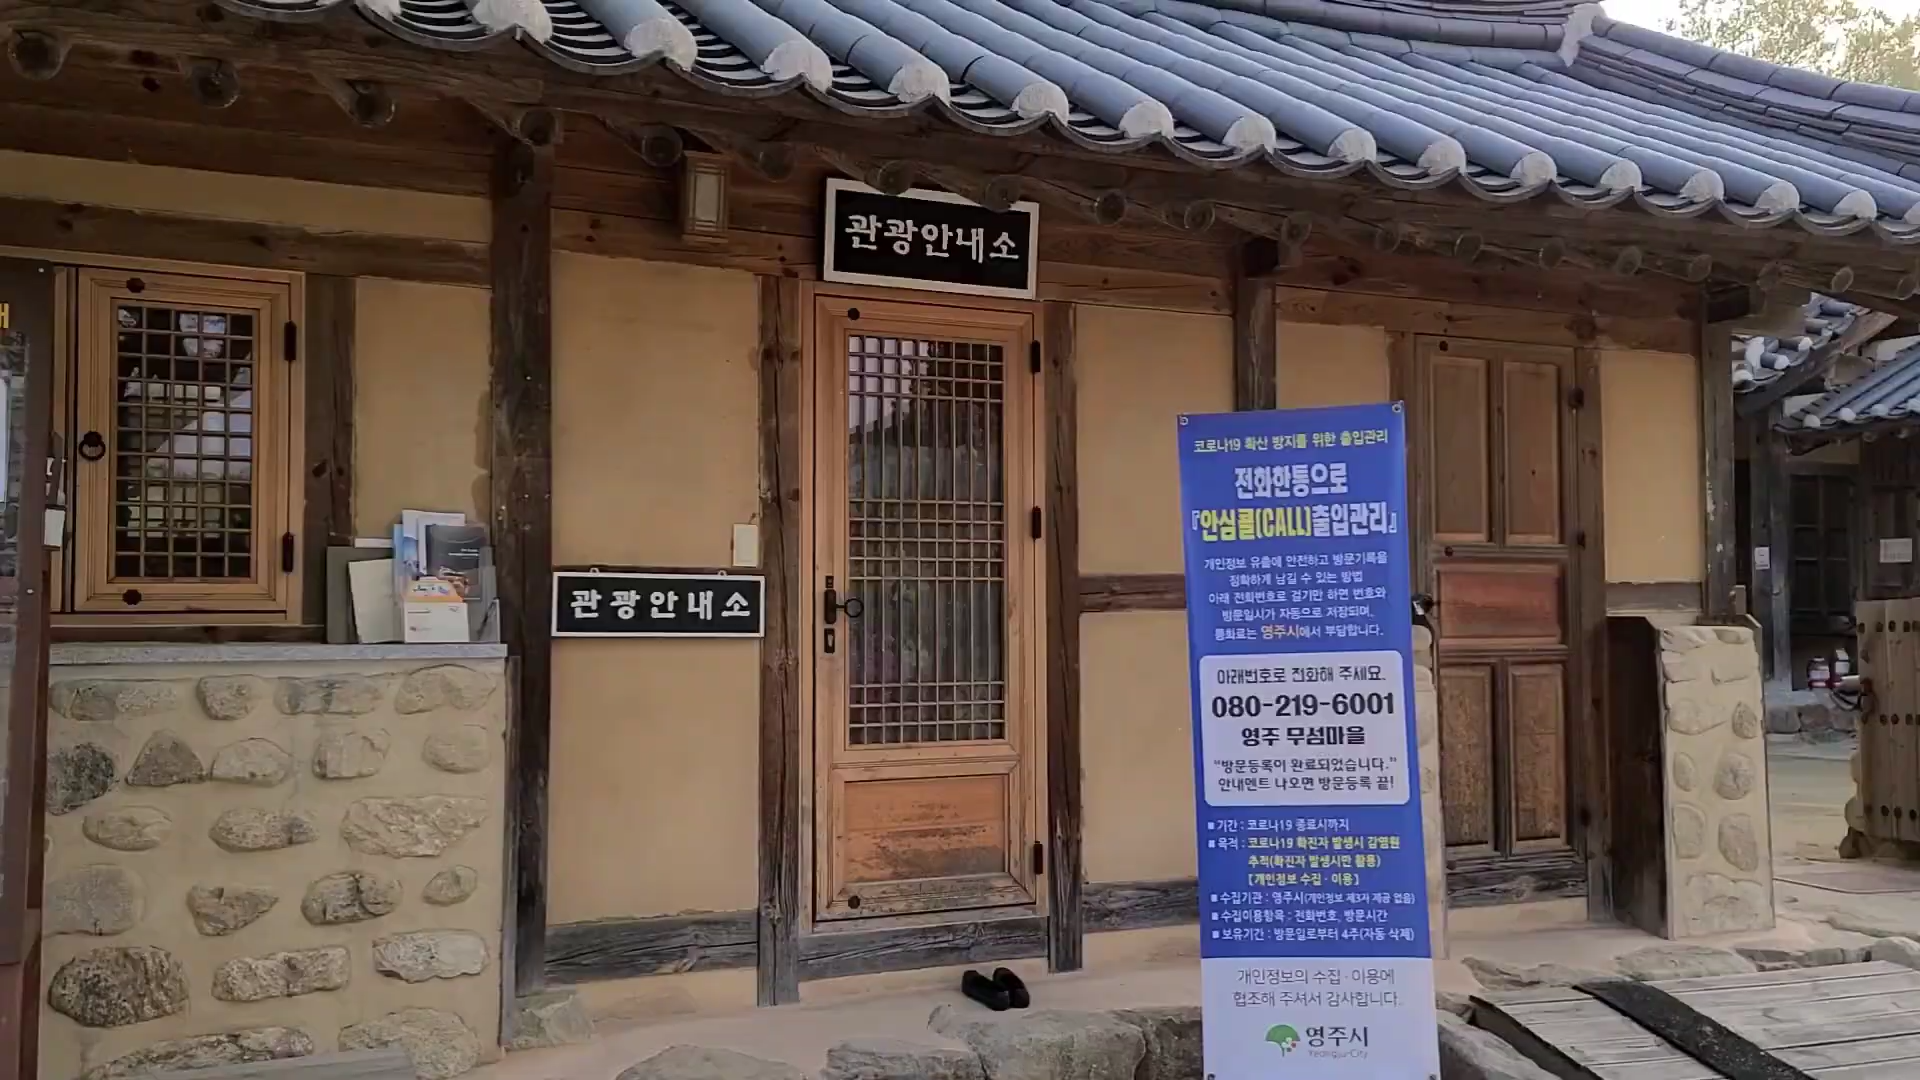 관광안내소
관광안내소
코로나19 확산 방지를 위한 출입관리
전화한통으로
『안심콜(CALL)출입관리』
개인정보 유출에 안전하고 방문기록을
정확하게 남길 수 있는 방법
아래 전화번호로 걸기만 하면 번호와
방문일시가 자동으로 저장되며,
통화료는 영주시에서 부담합니다.
아래번호로 전화해 주세요.
080-219-6001
영주 무섬마을
"방문등록이 완료되었습니다."
안내멘트 나오면 방문등록 끝!
■ 기간 : 코로나19 종료시까지
■ 목적 : 코로나19 확진자 발생시 감염원
추적(확진자 발생시만 활용)
[개인정보 수집 · 이용]
■ 수집기관 : 영주시(개인정보 제3자 제공 없음)
■ 수집이용항목 : 전화번호, 방문시간
■ 보유기간 : 방문일로부터 4주(자동 삭제)
개인정보의 수집 · 이용에
협조해 주셔서 감사합니다.
영주시
Yeongju City